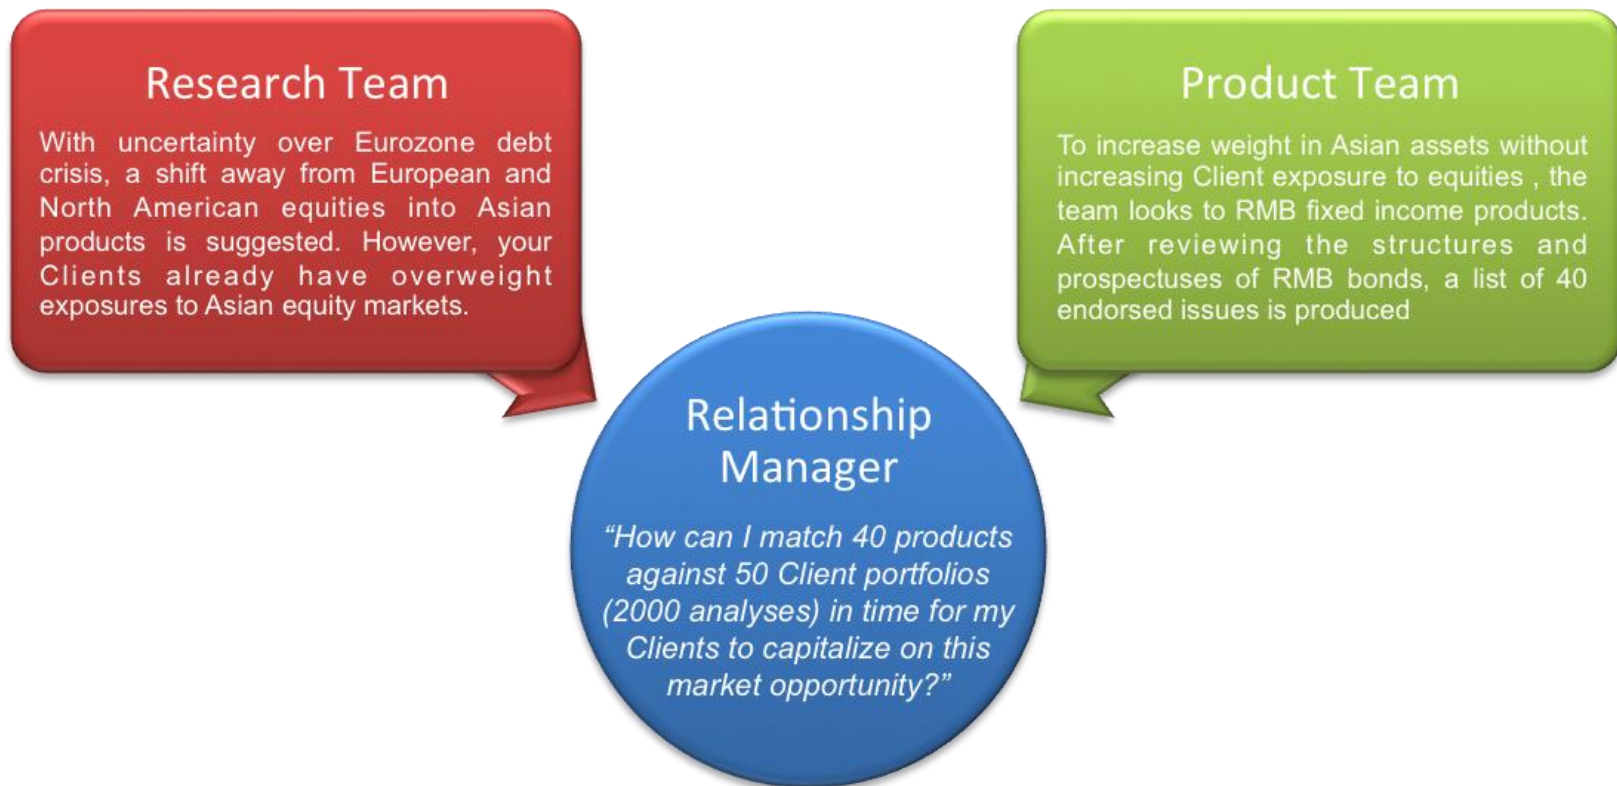 Research Team
With uncertainty over Eurozone debt
crisis, a shift away from European and
North American equities into Asian
products is suggested. However, your
Clients already have overweight
exposures to Asian equity markets.
Product Team
To increase weight in Asian assets without
increasing Client exposure to equities , the
team looks to RMB fixed income products.
After reviewing the structures and
prospectuses of RMB bonds, a list of 40
endorsed issues is produced
Relationship
Manager
“How can I match 40 products
against 50 Client portfolios
(2000 analyses) in time for my
Clients to capitalize on this
market opportunity?”